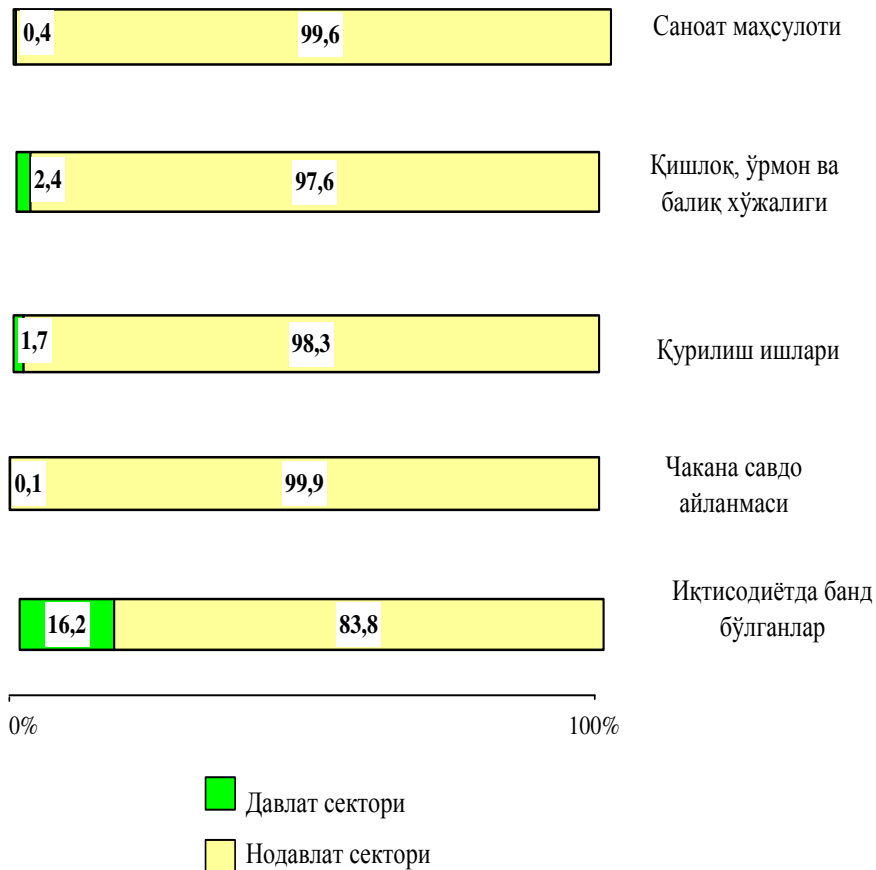 0,4 99,6 Саноат маҳсулоти
2,4 97,6 Қишлоқ, ўрмон ва
балиқ хўжалиги
1,7 98,3 Қурилиш ишлари
0,1 99,9 Чакана савдо
айланмаси
16,2 83,8 Иқтисодиётда банд
бўлганлар
0% 100%
Давлат сектори
Нодавлат сектори